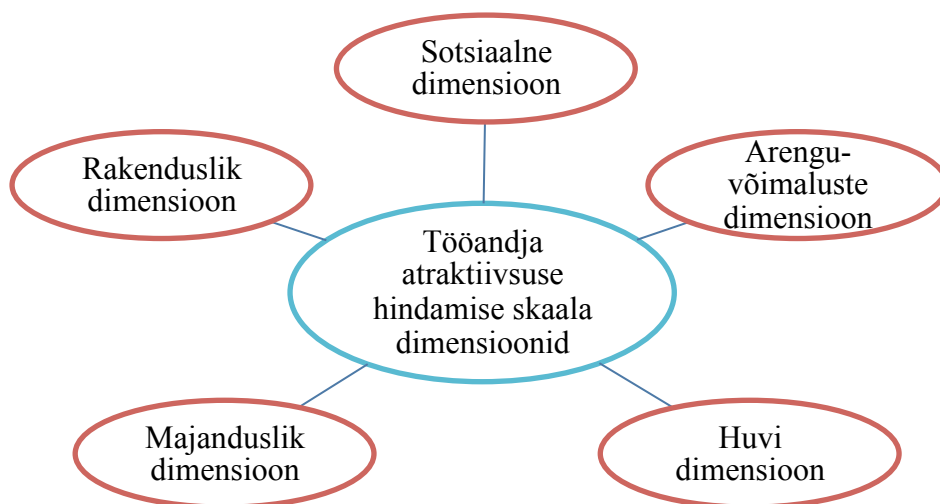 Sotsiaalne
dimensioon
Rakenduslik
dimensioon
Arengu-
võimaluste
dimensioon
Tööandja
atraktiivsuse
hindamise skaala
dimensioonid
Majanduslik
dimensioon
Huvi
dimensioon